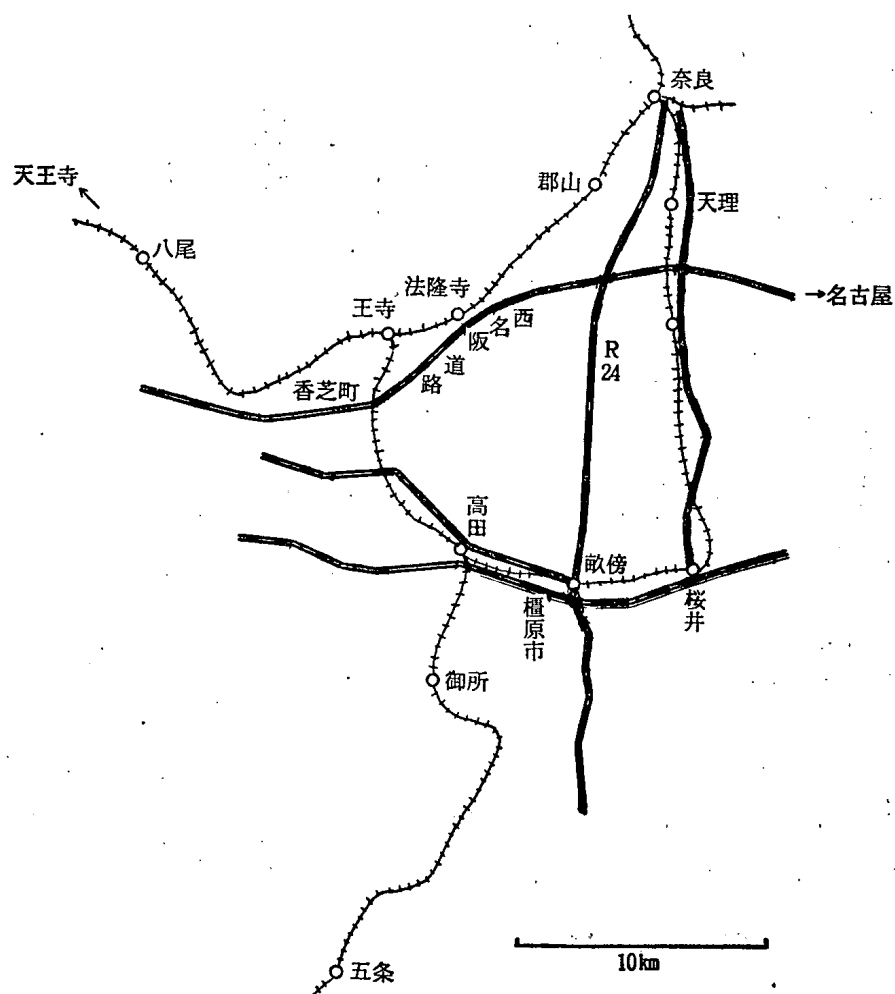 奈良
郡山
天理
天王寺
八尾
法隆寺
王寺
→名古屋
西名阪道路
R
24
香芝町
高田
畝傍
桜井
橿原市
御所
五条
10km